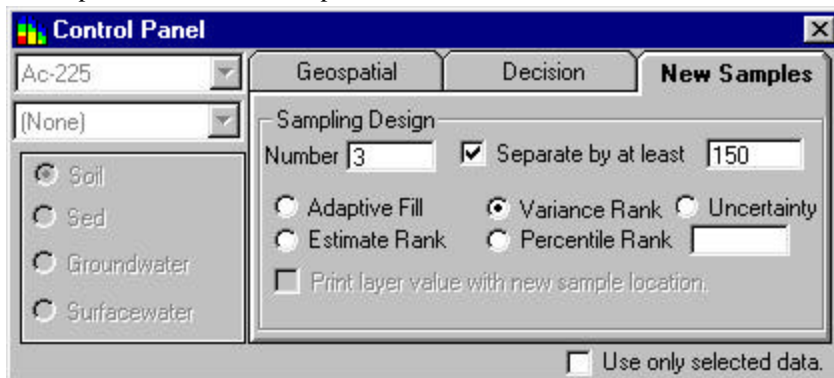 Control Panel
Ac-225
(None)
Soil
Sed
Groundwater
Surfacewater
Geospatial Decision New Samples
Sampling Design
Number 3 Separate by at least 150
Adaptive Fill Variance Rank Uncertainty
Estimate Rank Percentile Rank
Print layer value with new sample location.
Use only selected data.